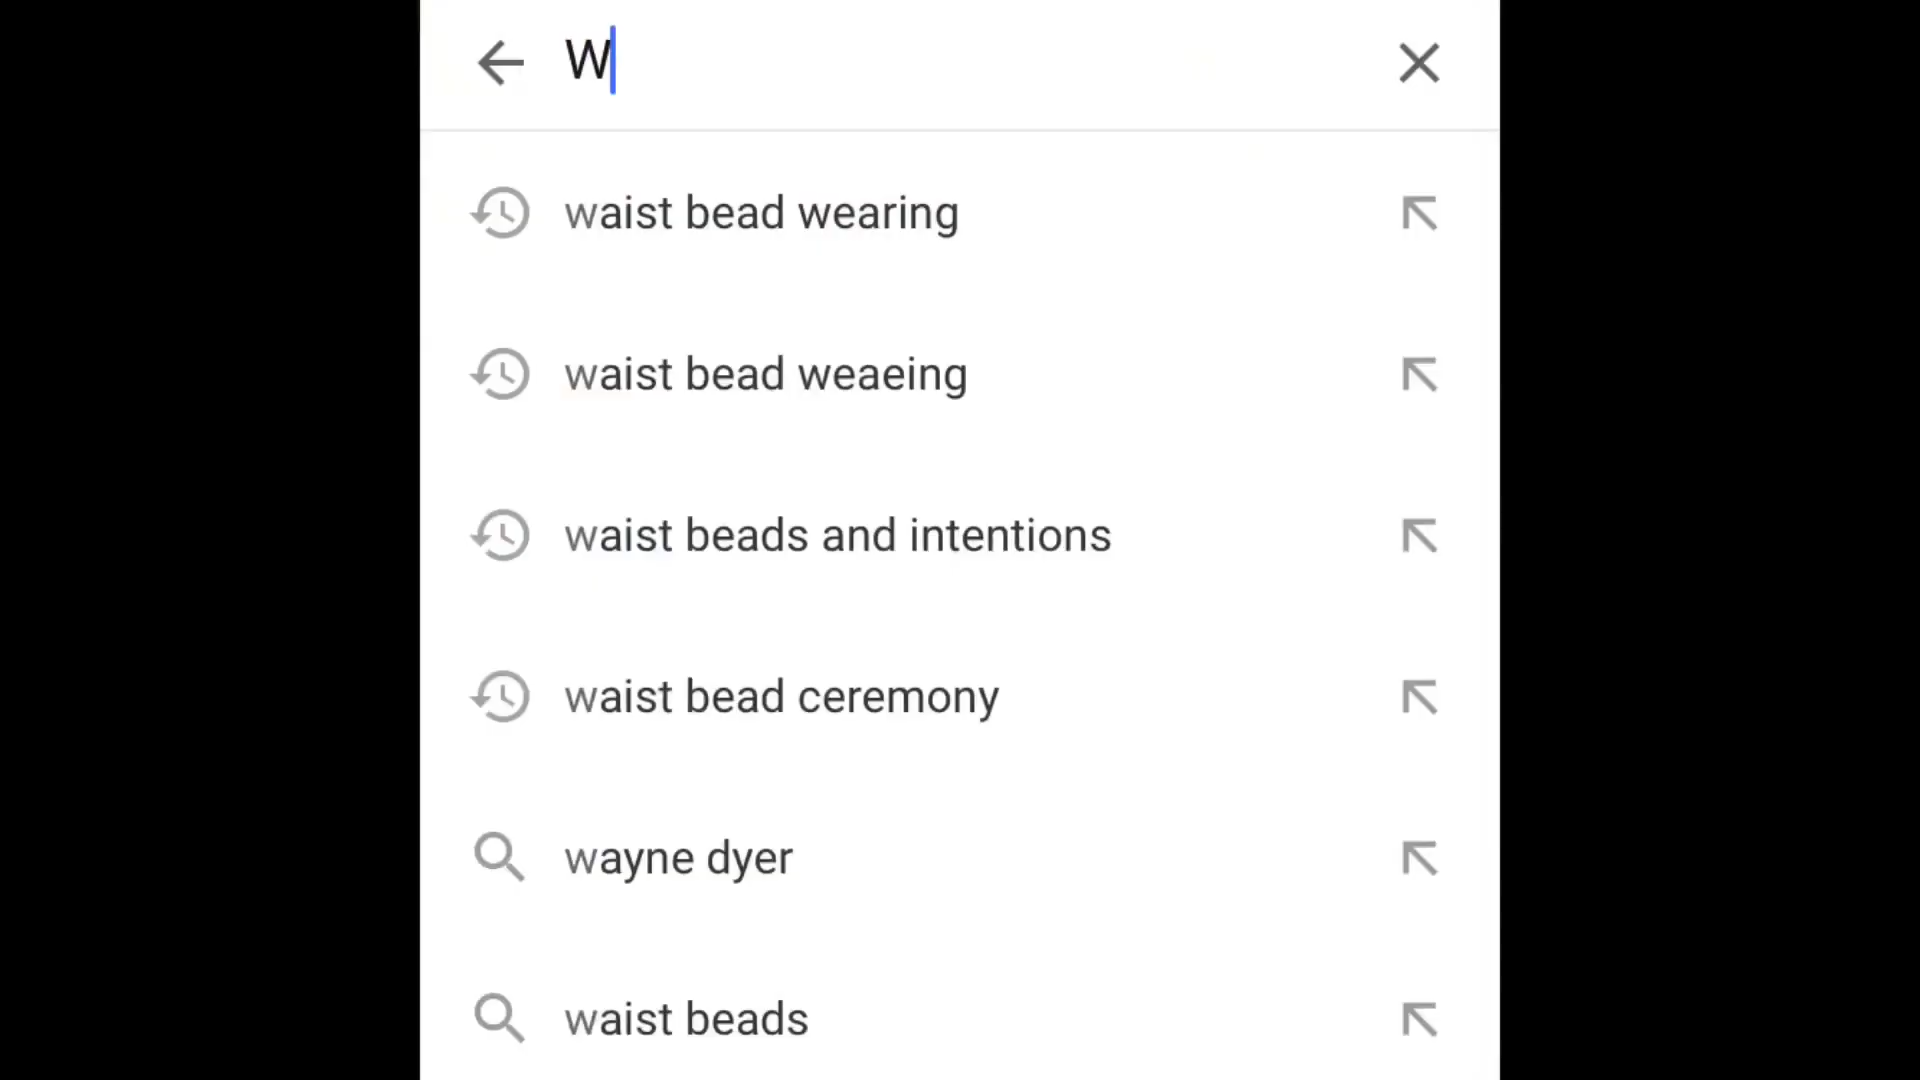 W
waist bead wearing
waist bead weaeing
waist beads and intentions
waist bead ceremony
wayne dyer
waist beads